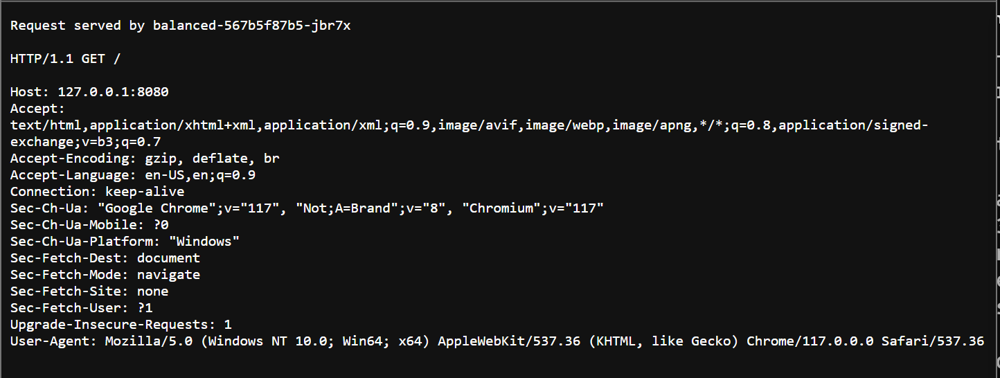 Request served by balanced-567b5f87b5-jbr7x
HTTP/1.1 GET /
Host: 127.0.0.1:8080
Accept:
text/html,application/xhtml+xml,application/xml;q=0.9,image/avif,image/webp,image/apng,*/*;q=0.8,application/signed-
exchange;v=b3;q=0.7
Accept-Encoding: gzip, deflate, br
Accept-Language: en-US,en;q=0.9
Connection: keep-alive
Sec-Ch-Ua: "Google Chrome";v="117", "Not;A=Brand";v="8", "Chromium";v="117"
Sec-Ch-Ua-Mobile: ?0
Sec-Ch-Ua-Platform: "Windows"
Sec-Fetch-Dest: document
Sec-Fetch-Mode: navigate
Sec-Fetch-Site: none
Sec-Fetch-User: ?1
Upgrade-Insecure-Requests: 1
User-Agent: Mozilla/5.0 (Windows NT 10.0; Win64; x64) AppleWebKit/537.36 (KHTML, like Gecko) Chrome/117.0.0.0 Safari/537.36